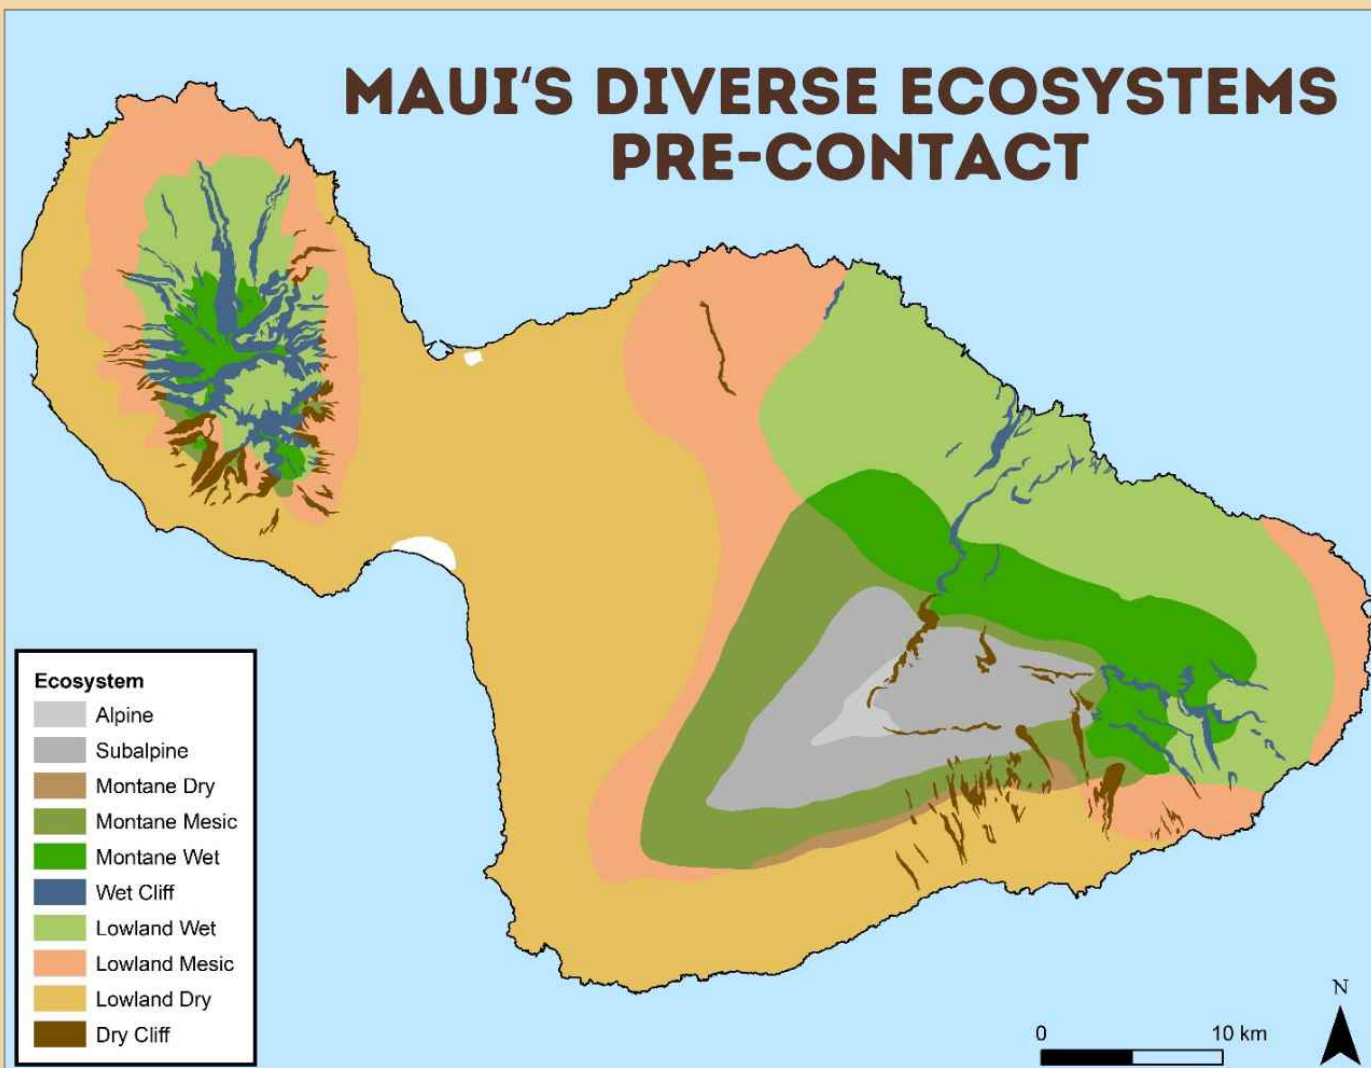 MAUI'S DIVERSE ECOSYSTEMS
PRE-CONTACT
Ecosystem
Alpine
Subalpine
Montane Dry
Montane Mesic
Montane Wet
Wet Cliff
Lowland Wet
Lowland Mesic
Lowland Dry
Dry Cliff
0 10 km
N